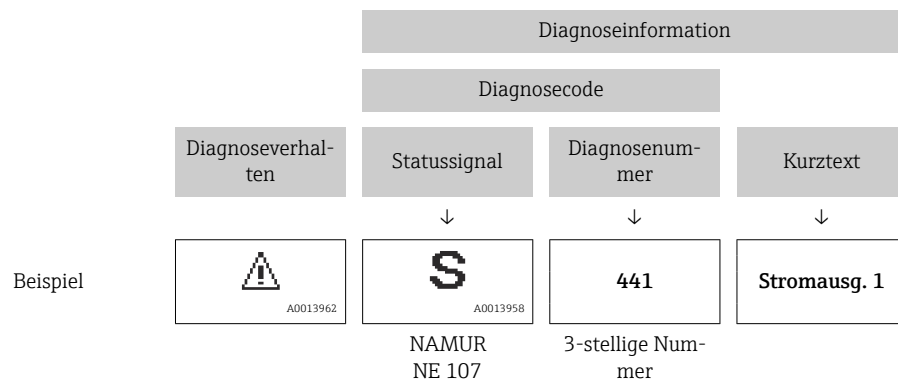 Diagnoseinformation
Diagnosecode
Diagnoseverhal-
ten
Statussignal
Diagnosenum-
mer
Kurztext
↓ ↓ ↓
Beispiel
A0013962
S
A0013958
441
Stromausg. 1
NAMUR
NE 107
3-stellige Num-
mer